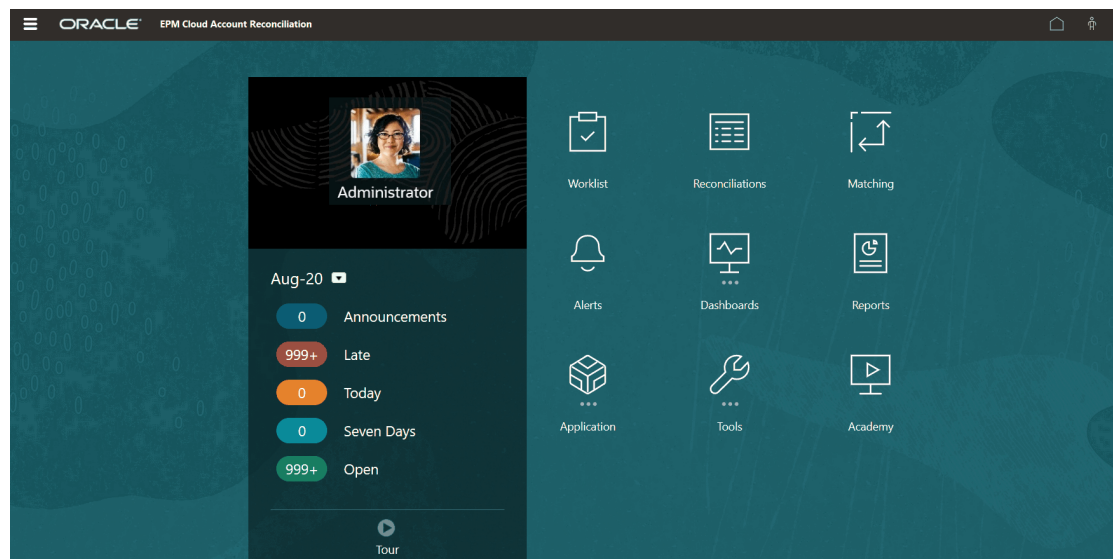 ORACLE EPM Cloud Account Reconciliation
Administrator
Aug-20
0 Announcements
999+ Late
0 Today
0 Seven Days
999+ Open
Tour
Worklist Reconciliations Matching
Alerts Dashboards Reports
Application Tools Academy